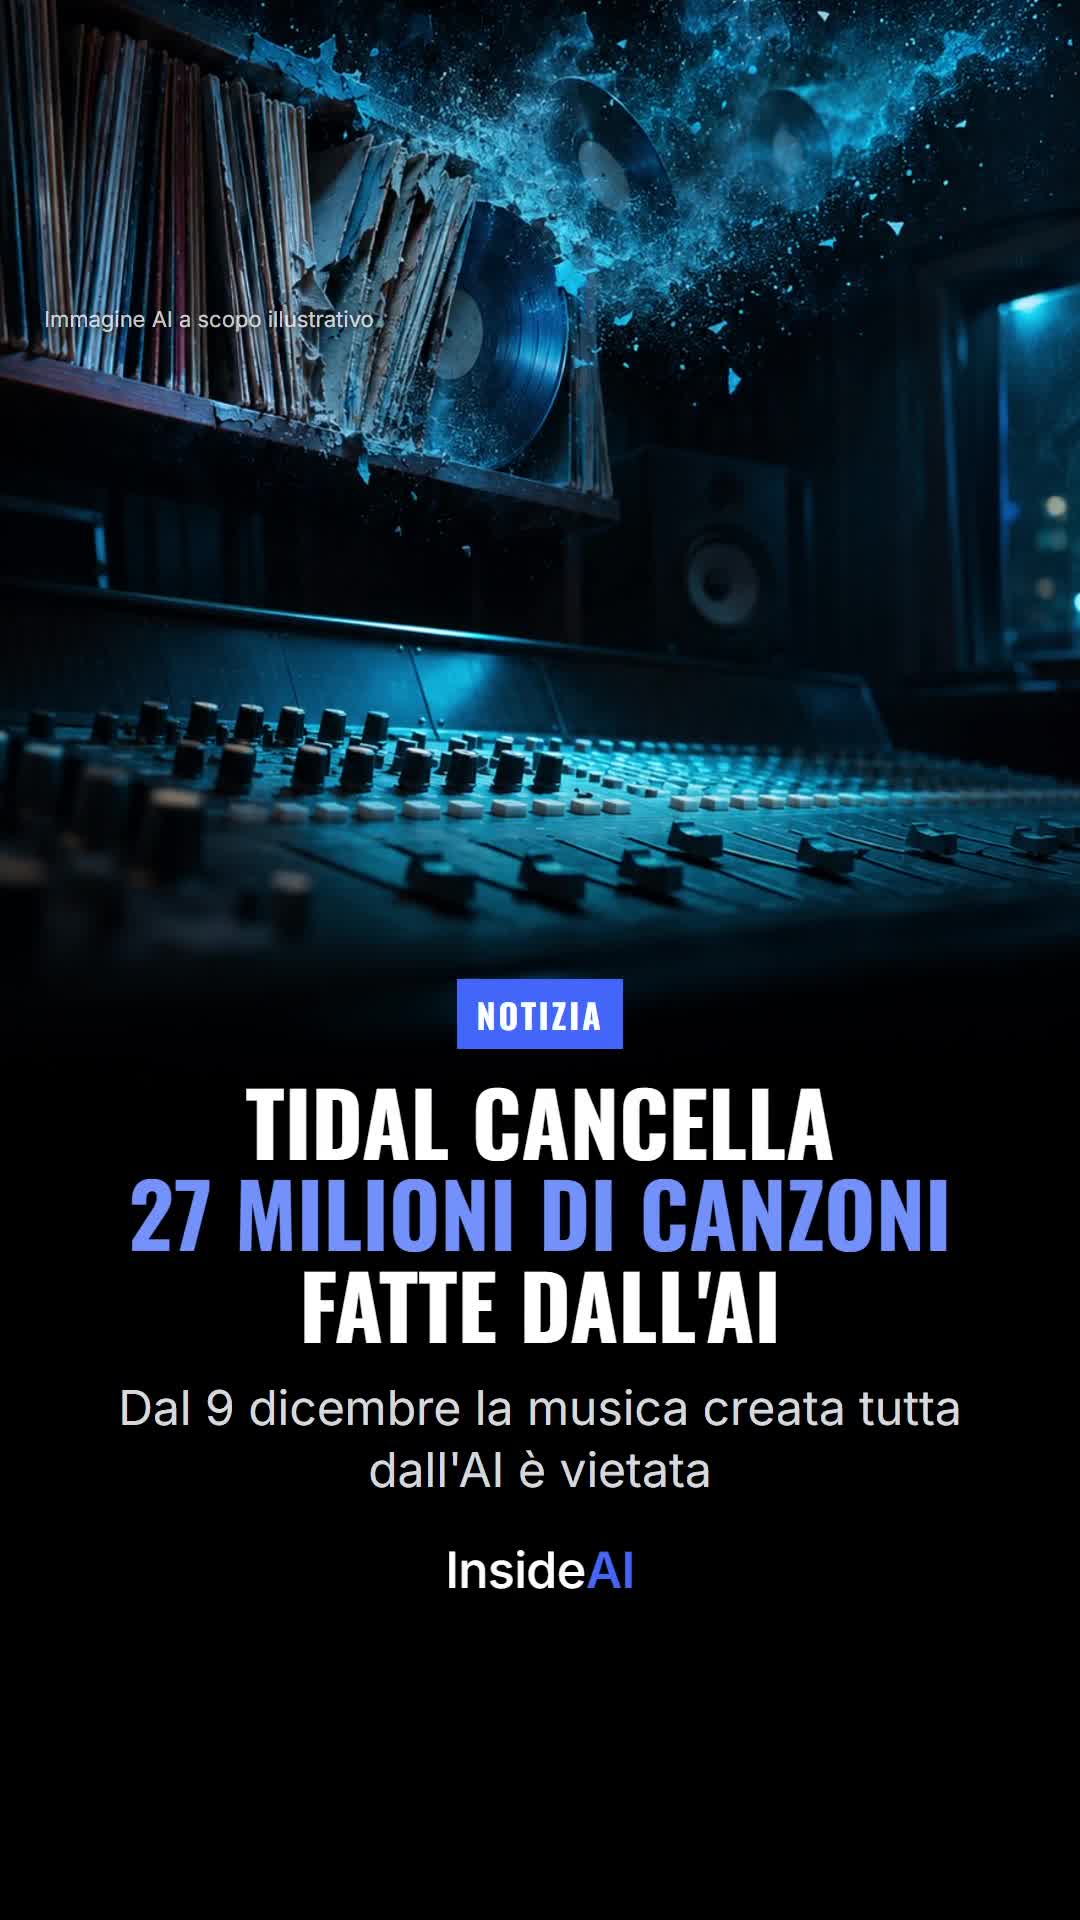 Immagine AI a scopo illustrativo
NOTIZIA
TIDAL CANCELLA
27 MILIONI DI CANZONI
FATTE DALL'AI
Dal 9 dicembre la musica creata tutta
dall'AI è vietata
InsideAI